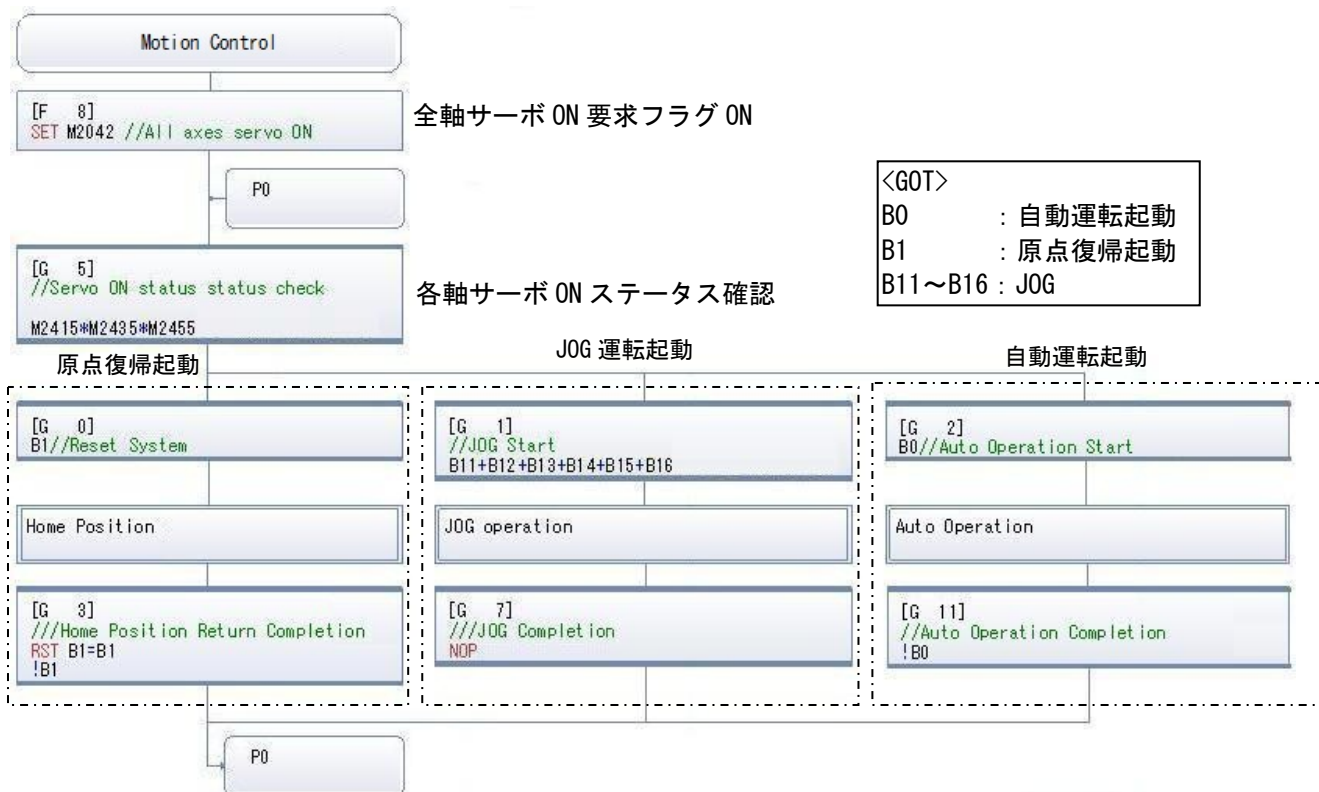 Motion Control
[F 8]
SET M2042 //All axes servo ON
全軸サーボ ON 要求フラグ ON
P0
<GOT>
B0 : 自動運転起動
B1 : 原点復帰起動
B11～B16 : JOG
[G 5]
//Servo ON status status check
M2415*M2435*M2455
各軸サーボ ON ステータス確認
原点復帰起動
JOG 運転起動
自動運転起動
[G 0]
B1//Reset System
Home Position
[G 3]
///Home Position Return Completion
RST B1=B1
!B1
[G 1]
//JOG Start
B11+B12+B13+B14+B15+B16
JOG operation
[G 7]
///JOG Completion
NOP
[G 2]
B0//Auto Operation Start
Auto Operation
[G 11]
//Auto Operation Completion
!B0
P0